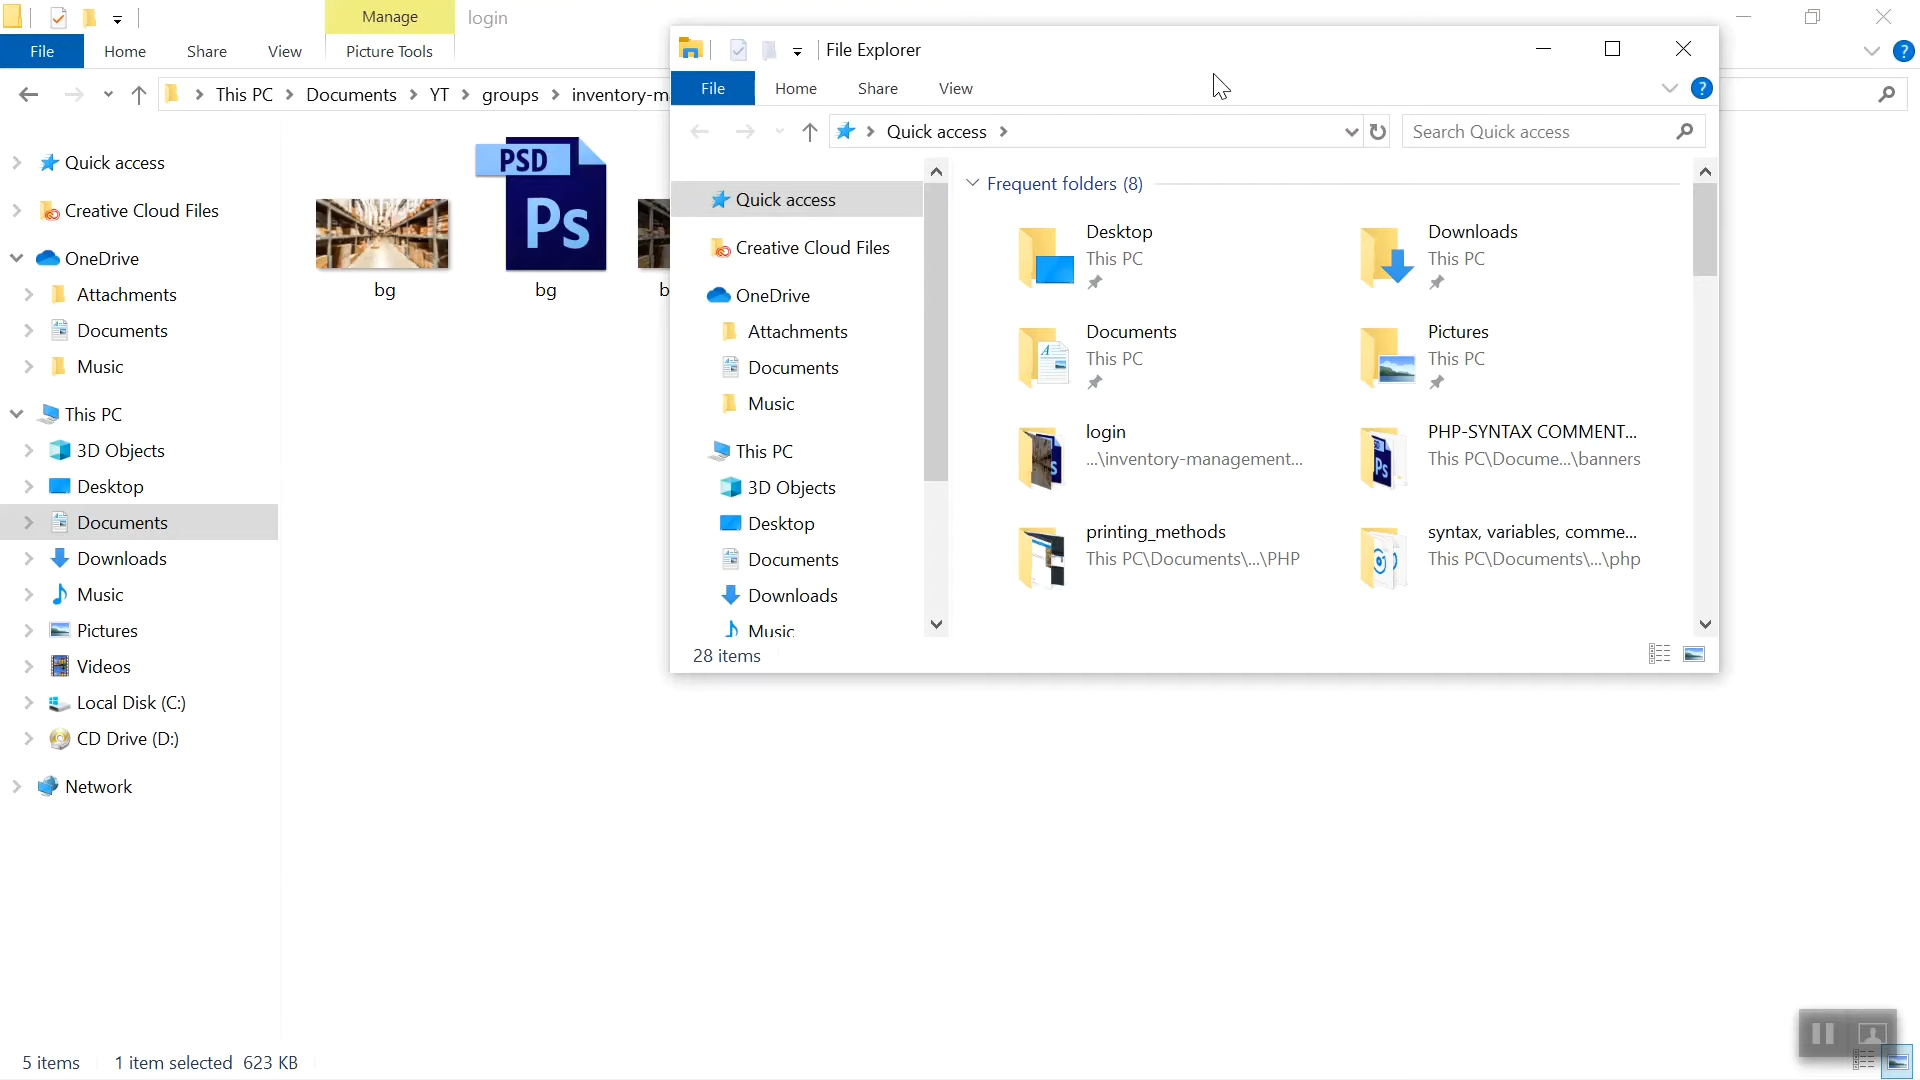 Manage
login
File
Home
Share
View
Picture Tools
This PC
Documents
YT
groups
inventory-m
Quick access
Creative Cloud Files
OneDrive
Attachments
Documents
Music
This PC
3D Objects
Desktop
Documents
Downloads
Music
Pictures
Videos
Local Disk (C:)
CD Drive (D:)
Network
PSD
Ps
bg
bg
b
5 items
1 item selected 623 KB
File Explorer
File
Home
Share
View
Quick access
Search Quick access
Quick access
Creative Cloud Files
OneDrive
Attachments
Documents
Music
This PC
3D Objects
Desktop
Documents
Downloads
Music
Frequent folders (8)
Desktop
This PC
Downloads
This PC
Documents
This PC
Pictures
This PC
login
...\inventory-management...
PHP-SYNTAX COMMENT...
This PC\Docume...\banners
printing_methods
This PC\Documents\...\PHP
syntax, variables, comme...
This PC\Documents\...\php
28 items